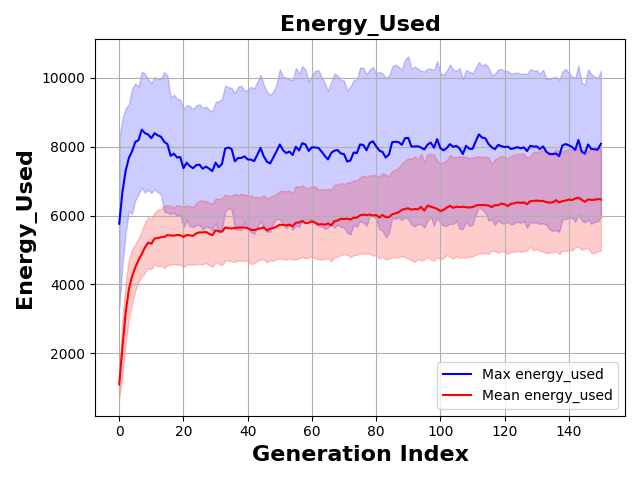 Energy_Used
Energy_Used
10000
8000
6000
4000
2000
Max energy_used
Mean energy_used
0 20 40 60 80 100 120 140
Generation Index